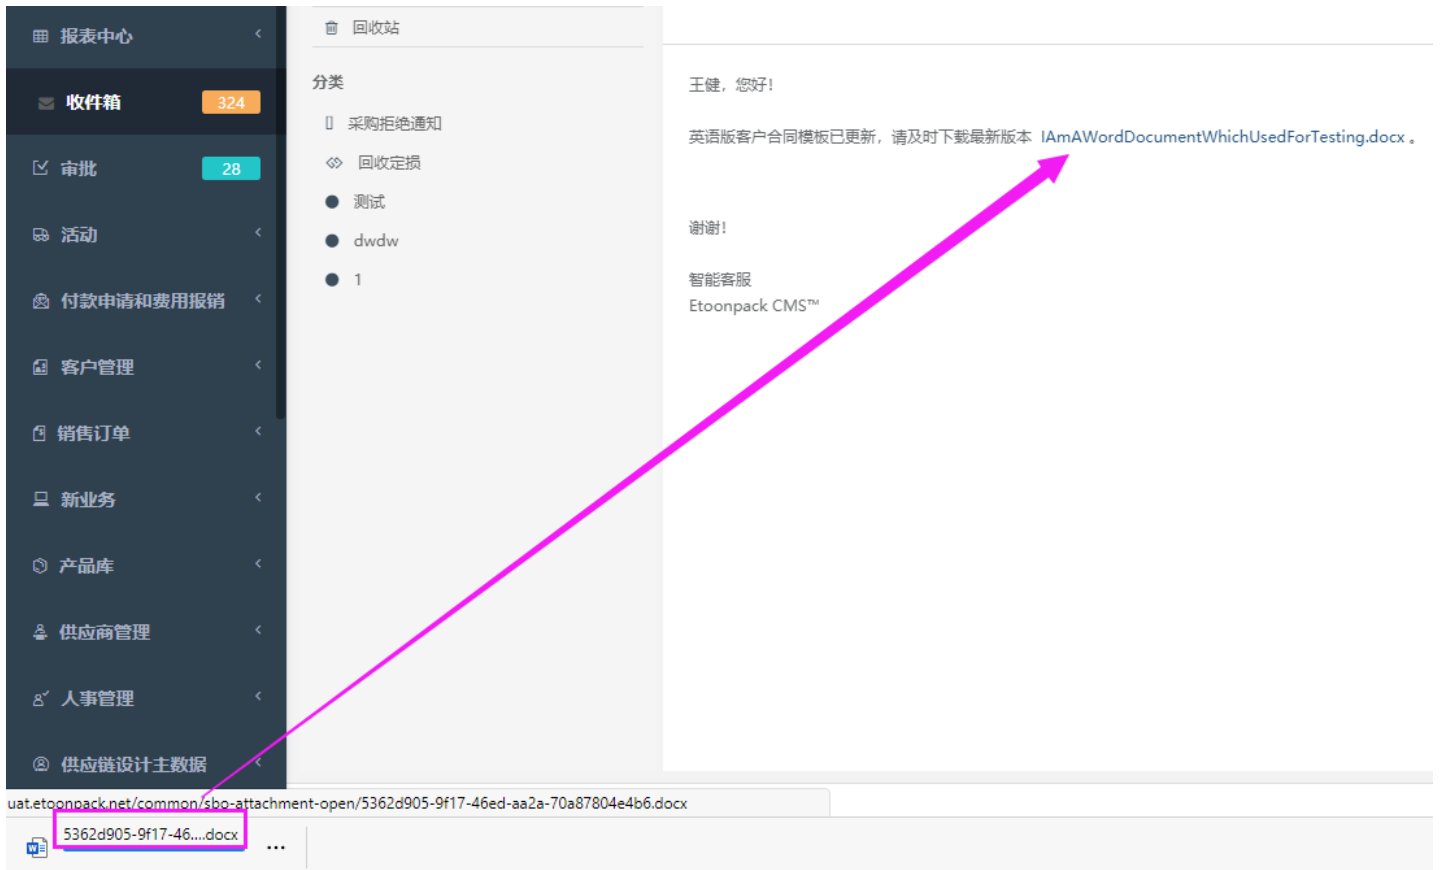 报表中心
收件箱 324
审批 28
活动
付款申请和费用报销
客户管理
销售订单
新业务
产品库
供应商管理
人事管理
供应链设计主数据
回收站
分类
采购拒绝通知
回收定损
测试
dwdw
1
王健，您好！
英语版客户合同模板已更新，请及时下载最新版本 IAmAWordDocumentWhichUsedForTesting.docx 。
谢谢！
智能客服
Etoonpack CMS™
uat.etoonpack.net/common/sbo-attachment-open/5362d905-9f17-46ed-aa2a-70a87804e4b6.docx
5362d905-9f17-46....docx